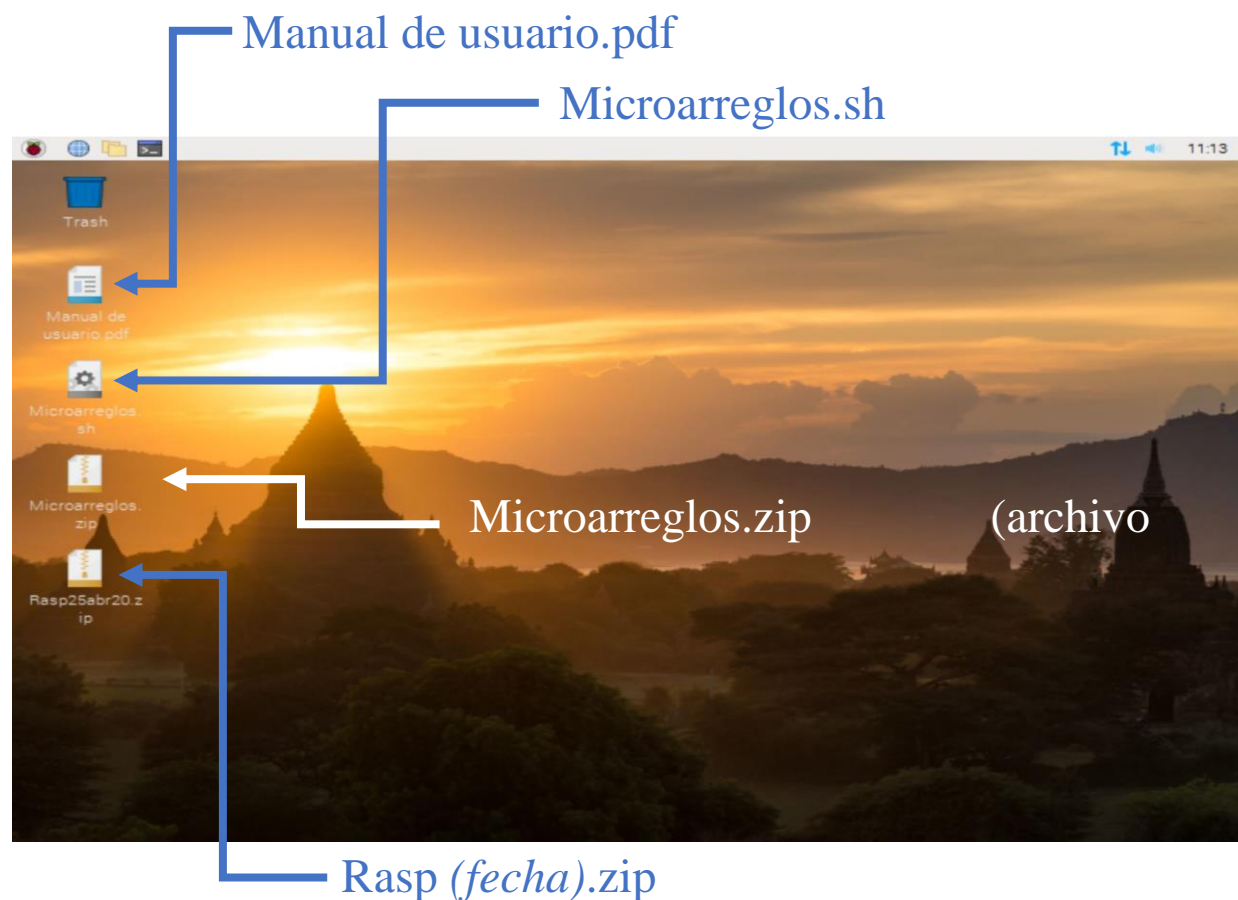 Manual de usuario.pdf
Microarreglos.sh
11:13
Trash
Manual de
usuario.pdf
Microarreglos.
sh
Microarreglos.
zip
Microarreglos.zip (archivo
Rasp25abr20.z
ip
Rasp (fecha).zip